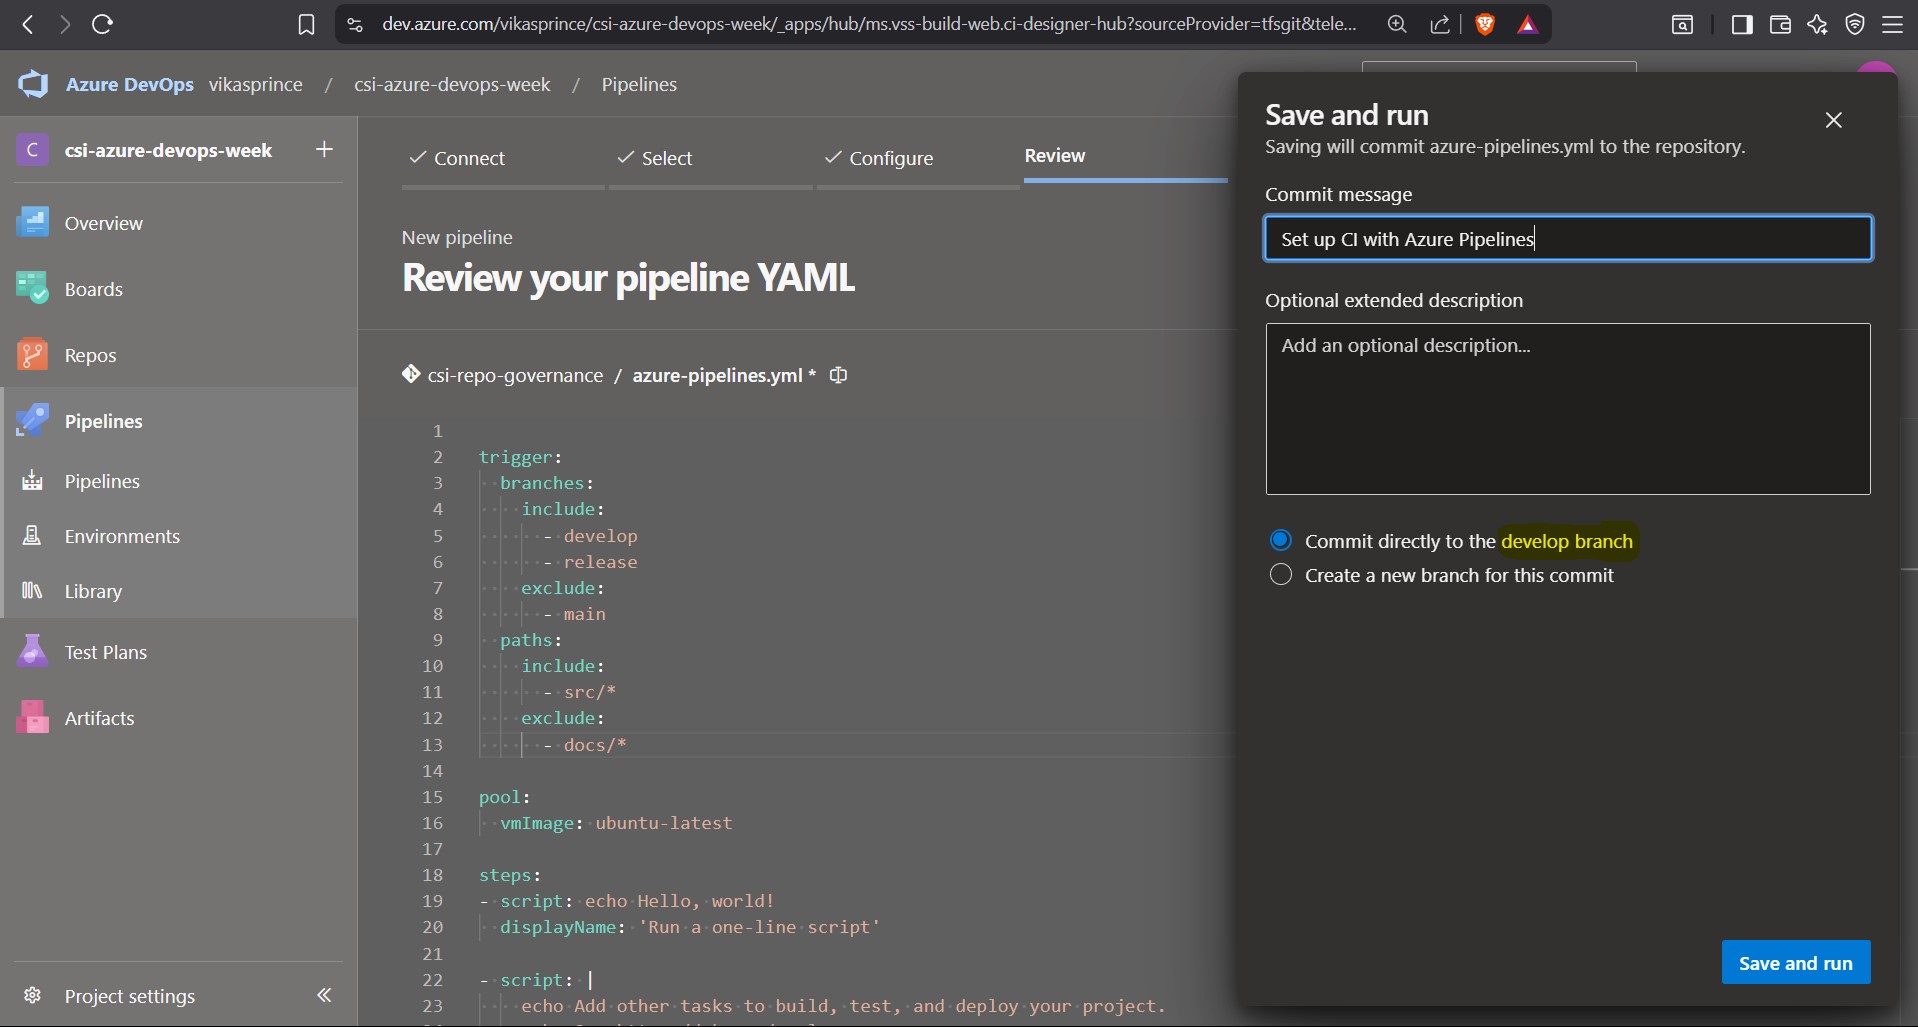 dev.azure.com/vikasprince/csi-azure-devops-week/_apps/hub/ms.vss-build-web.ci-designer-hub?sourceProvider=tfsgit&tele...
Azure DevOps vikasprince / csi-azure-devops-week / Pipelines
C csi-azure-devops-week +
Overview
Boards
Repos
Pipelines
Pipelines
Environments
Library
Test Plans
Artifacts
Project settings
Connect
Select
Configure
Review
New pipeline
Review your pipeline YAML
csi-repo-governance / azure-pipelines.yml *
1
2 trigger:
3 branches:
4 include:
5 - develop
6 - release
7 exclude:
8 - main
9 paths:
10 include:
11 - src/*
12 exclude:
13 - docs/*
14
15 pool:
16 vmImage: ubuntu-latest
17
18 steps:
19 - script: echo Hello, world!
20 displayName: 'Run a one-line script'
21
22 - script: |
23 echo Add other tasks to build, test, and deploy your project.
Save and run
Saving will commit azure-pipelines.yml to the repository.
Commit message
Set up CI with Azure Pipelines
Optional extended description
Add an optional description...
Commit directly to the develop branch
Create a new branch for this commit
Save and run